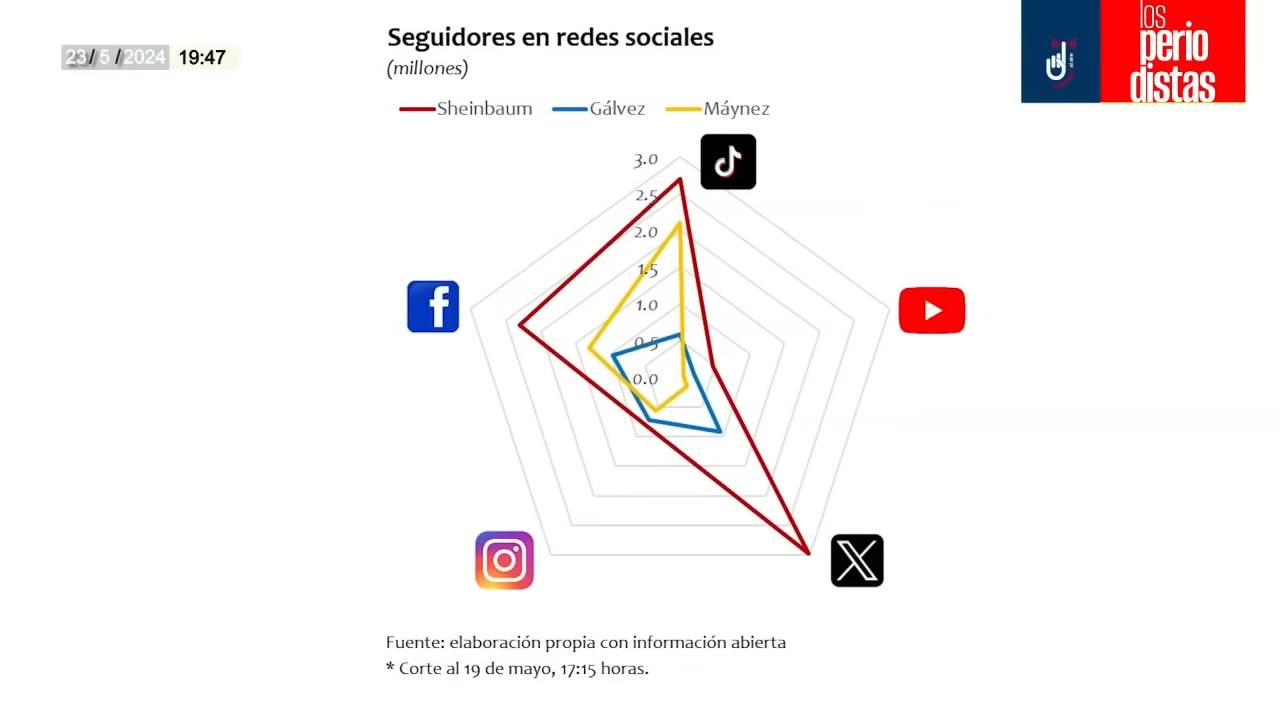 Seguidores en redes sociales
(millones)
23/ 5 /2024 19:47
los
perio
distas
Sheinbaum Gálvez Máynez
3.0
2.5
2.0
1.5
1.0
0.5
0.0
Fuente: elaboración propia con información abierta
* Corte al 19 de mayo, 17:15 horas.